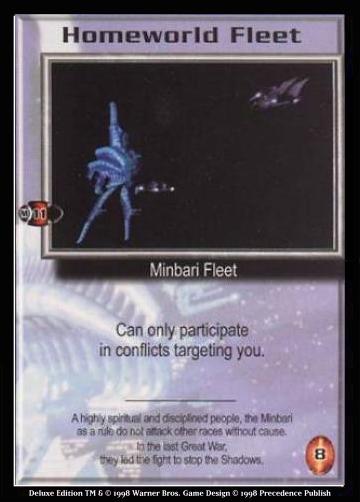 Homeworld Fleet
M 11
Minbari Fleet
Can only participate
in conflicts targeting you.
A highly spiritual and disciplined people, the Minbari
as a rule do not attack other races without cause.
In the last Great War,
they led the fight to stop the Shadows.
8
Deluxe Edition TM & © 1998 Warner Bros. Game Design © 1998 Precedence Publish